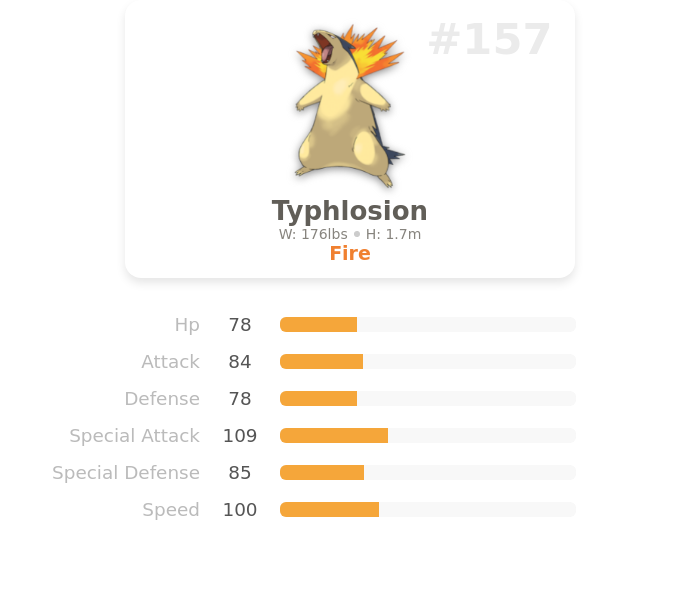 #157
Typhlosion
W: 176lbs • H: 1.7m
Fire
Hp 78
Attack 84
Defense 78
Special Attack 109
Special Defense 85
Speed 100